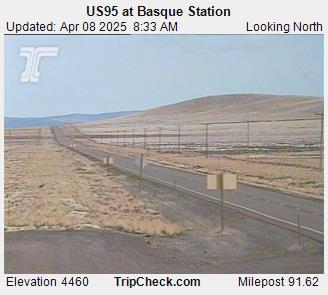 US95 at Basque Station
Updated: Apr 08 2025 8:33 AM Looking North
Elevation 4460 TripCheck.com Milepost 91.62